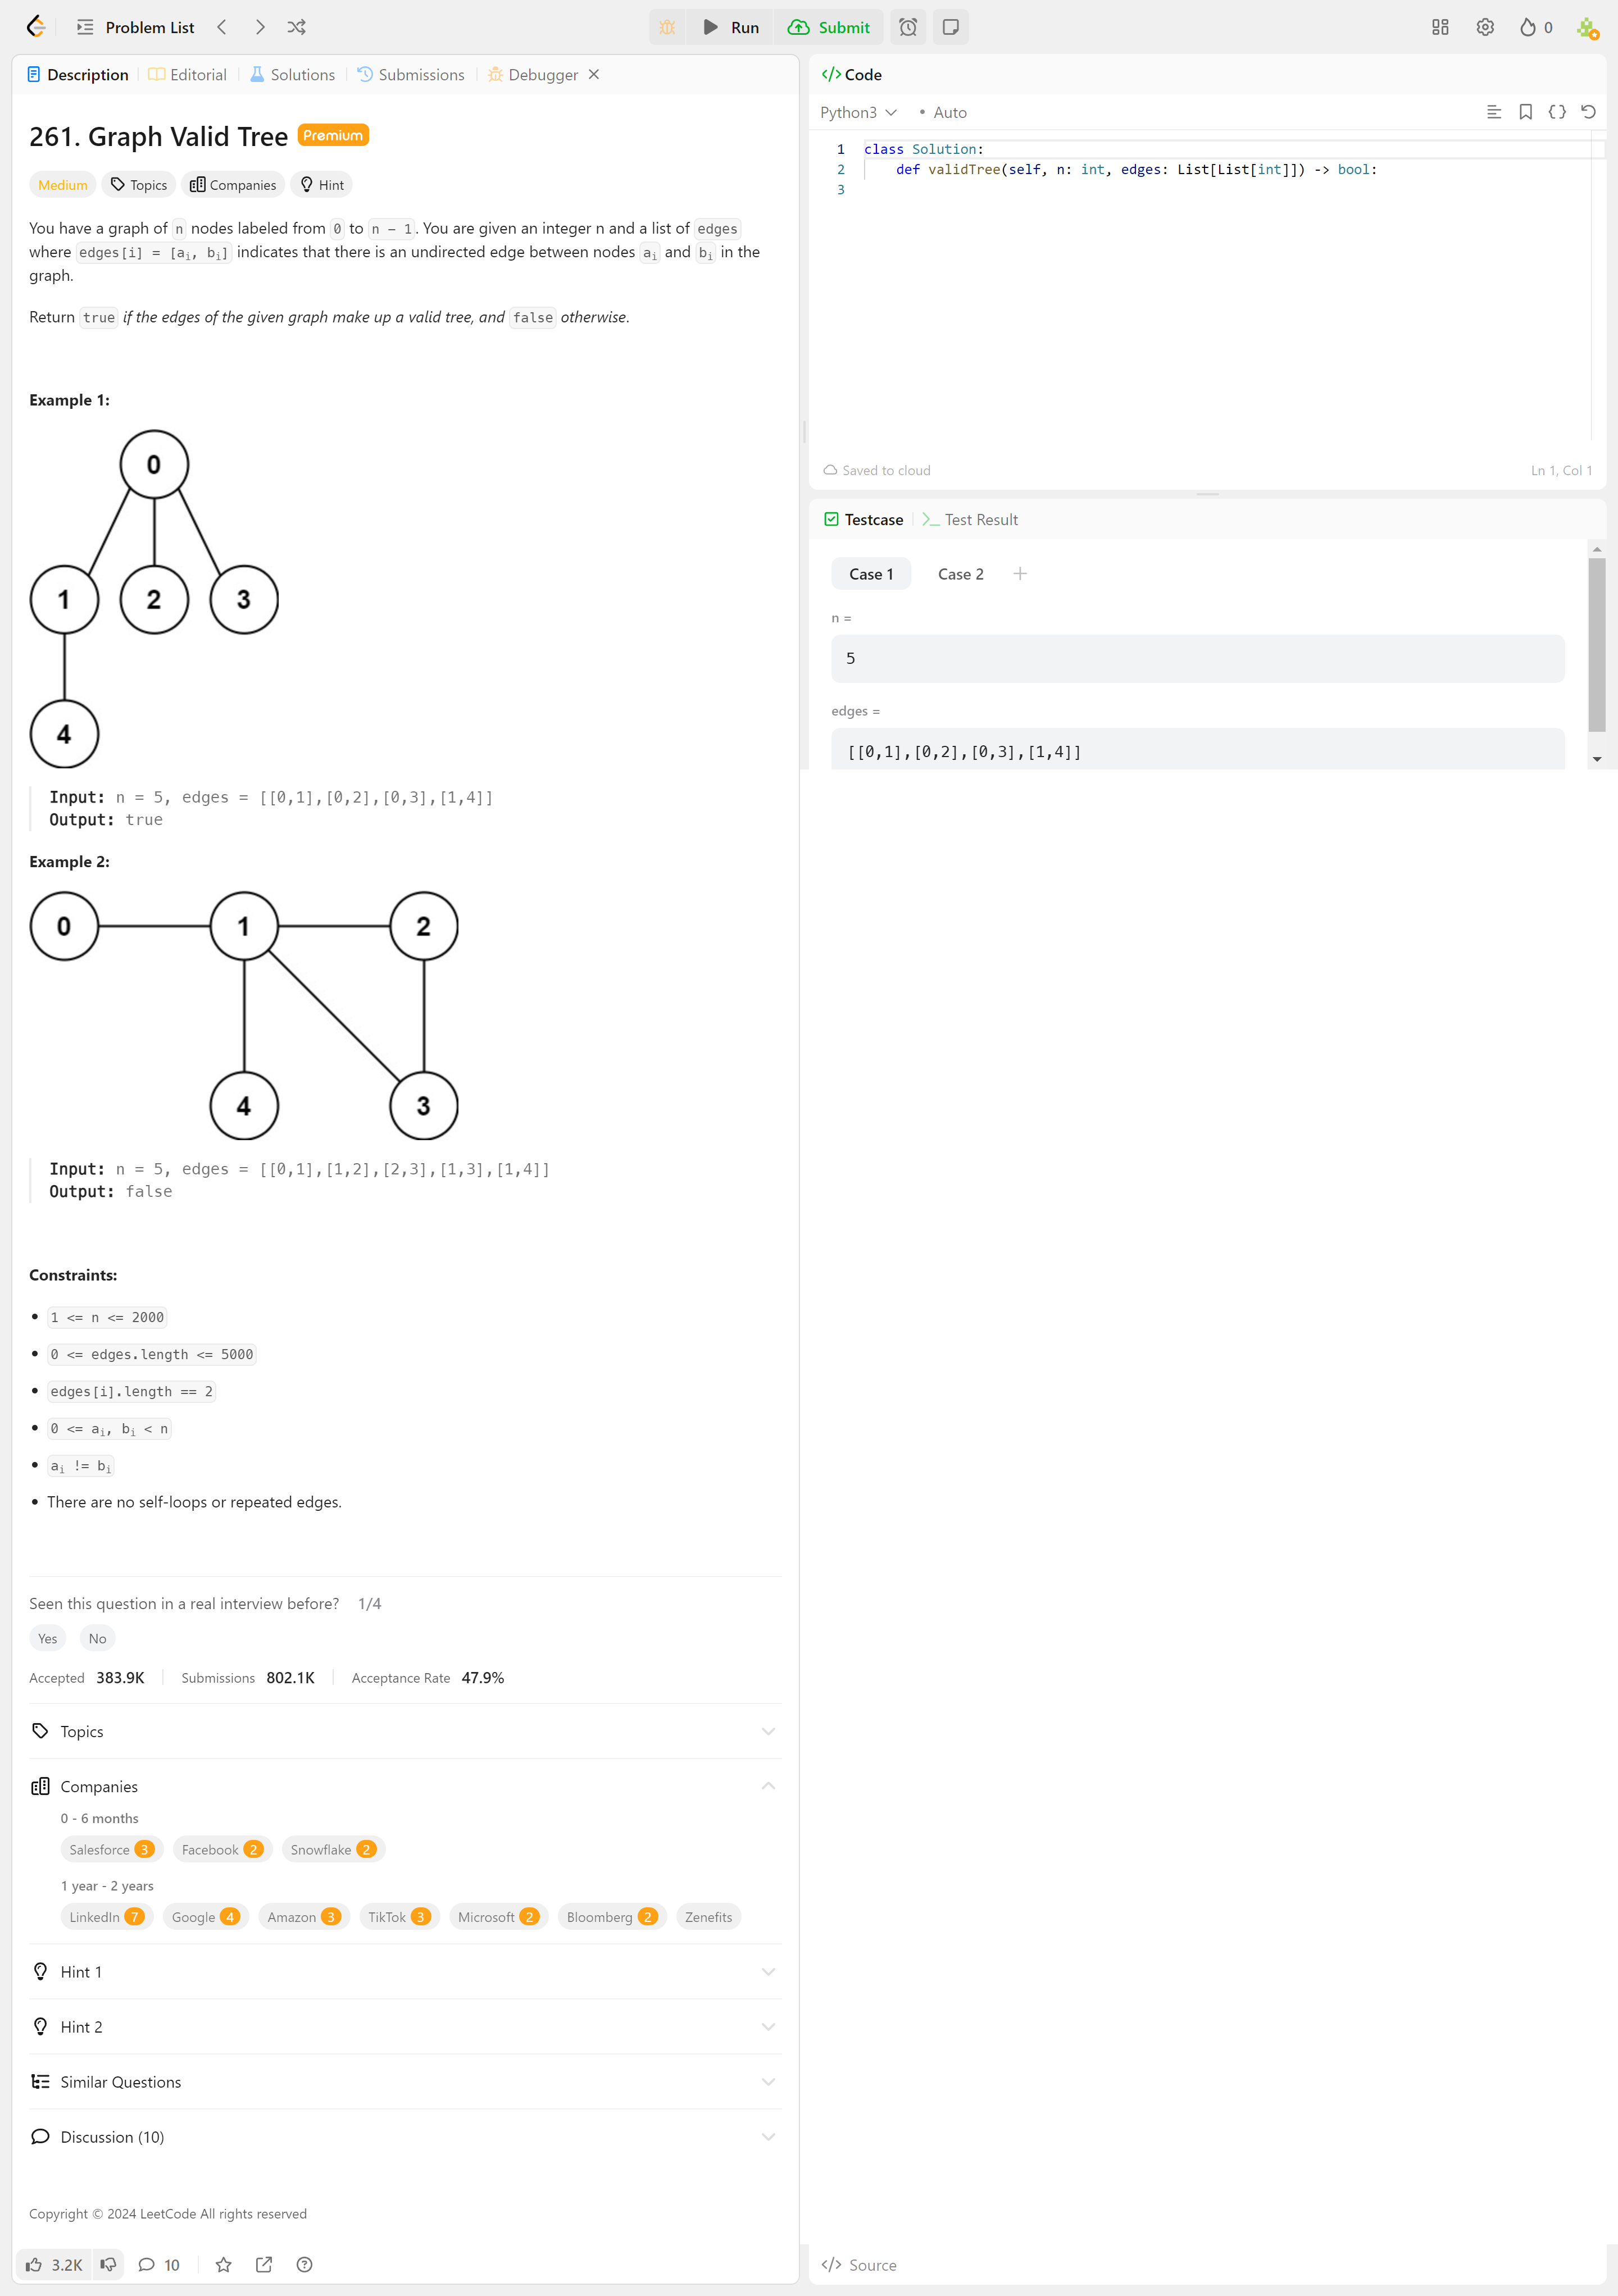 Problem List
Run
Submit
0
Description
Editorial
Solutions
Submissions
Debugger
261. Graph Valid Tree Premium
Medium
Topics
Companies
Hint
You have a graph of n nodes labeled from 0 to n - 1. You are given an integer n and a list of edges
where edges[i] = [ai, bi] indicates that there is an undirected edge between nodes ai and bi in the
graph.
Return true if the edges of the given graph make up a valid tree, and false otherwise.
Example 1:
0
1 2 3
4
Input: n = 5, edges = [[0,1],[0,2],[0,3],[1,4]]
Output: true
Example 2:
0 1 2
4 3
Input: n = 5, edges = [[0,1],[1,2],[2,3],[1,3],[1,4]]
Output: false
Constraints:
• 1 <= n <= 2000
• 0 <= edges.length <= 5000
• edges[i].length == 2
• 0 <= ai, bi < n
• ai != bi
• There are no self-loops or repeated edges.
Seen this question in a real interview before? 1/4
Yes No
Accepted 383.9K Submissions 802.1K Acceptance Rate 47.9%
Topics
Companies
0 - 6 months
Salesforce 3 Facebook 2 Snowflake 2
1 year - 2 years
LinkedIn 7 Google 4 Amazon 3 TikTok 3 Microsoft 2 Bloomberg 2 Zenefits
Hint 1
Hint 2
Similar Questions
Discussion (10)
Copyright © 2024 LeetCode All rights reserved
3.2K 10
</> Code
Python3 • Auto
1 class Solution:
2 def validTree(self, n: int, edges: List[List[int]]) -> bool:
3
Saved to cloud Ln 1, Col 1
Testcase >_ Test Result
Case 1 Case 2 +
n =
5
edges =
[[0,1],[0,2],[0,3],[1,4]]
</> Source